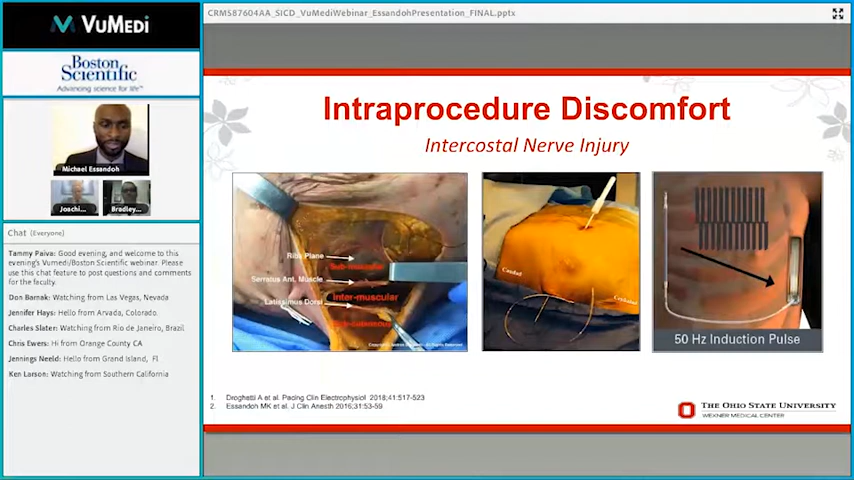 CRMS87604AA_SICD_VuMediWebinar_EssandohPresentation_FINAL.pptx
VUMEDi
Boston
Scientific
Advancing science for life™
Michael Essandoh
Joachi...
Bradley...
Chat (Everyone)
Tammy Paiva: Good evening, and welcome to this
evening's Vumedi/Boston Scientific webinar. Please
use this chat feature to post questions and comments
for the faculty.
Don Barnak: Watching from Las Vegas, Nevada
Jennifer Hays: Hello from Arvada, Colorado.
Charles Slater: Watching from Rio de Janeiro, Brazil
Chris Ewers: Hi from Orange County CA
Jennings Neeld: Hello from Grand Island, Fl
Ken Larson: Watching from Southern California
Intraprocedure Discomfort
Intercostal Nerve Injury
Ribs Plane
Sub-muscular
Serratus Ant. Muscle
Inter-muscular
Latissimus Dorsi
Caudad
Cephalad
50 Hz Induction Pulse
1. Droghetti A et al. Pacing Clin Electrophysiol 2018;41:517-523
2. Essandoh MK et al. J Clin Anesth 2016;31:53-59
THE OHIO STATE UNIVERSITY
WEXNER MEDICAL CENTER